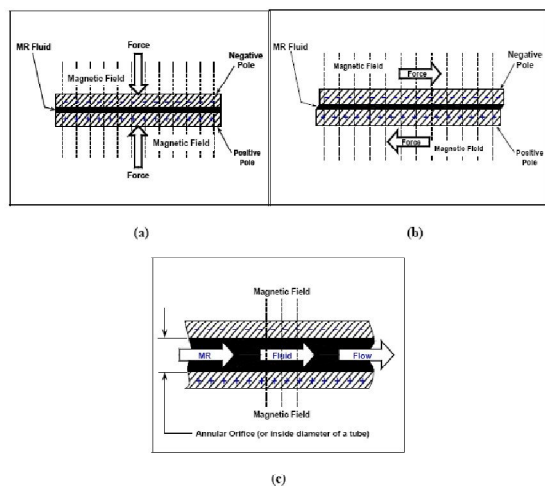 (a)
(b)
MR Fluid
Force
Magnetic Field
Negative
Pole
Magnetic Field
Force
Positive
Pole
MR Fluid
Magnetic Field
Force
Negative
Pole
Force
Magnetic Field
Positive
Pole
(a)
(b)
Magnetic Field
MR Fluid Flow
Magnetic Field
Annular Orifice (or inside diameter of a tube)
(c)